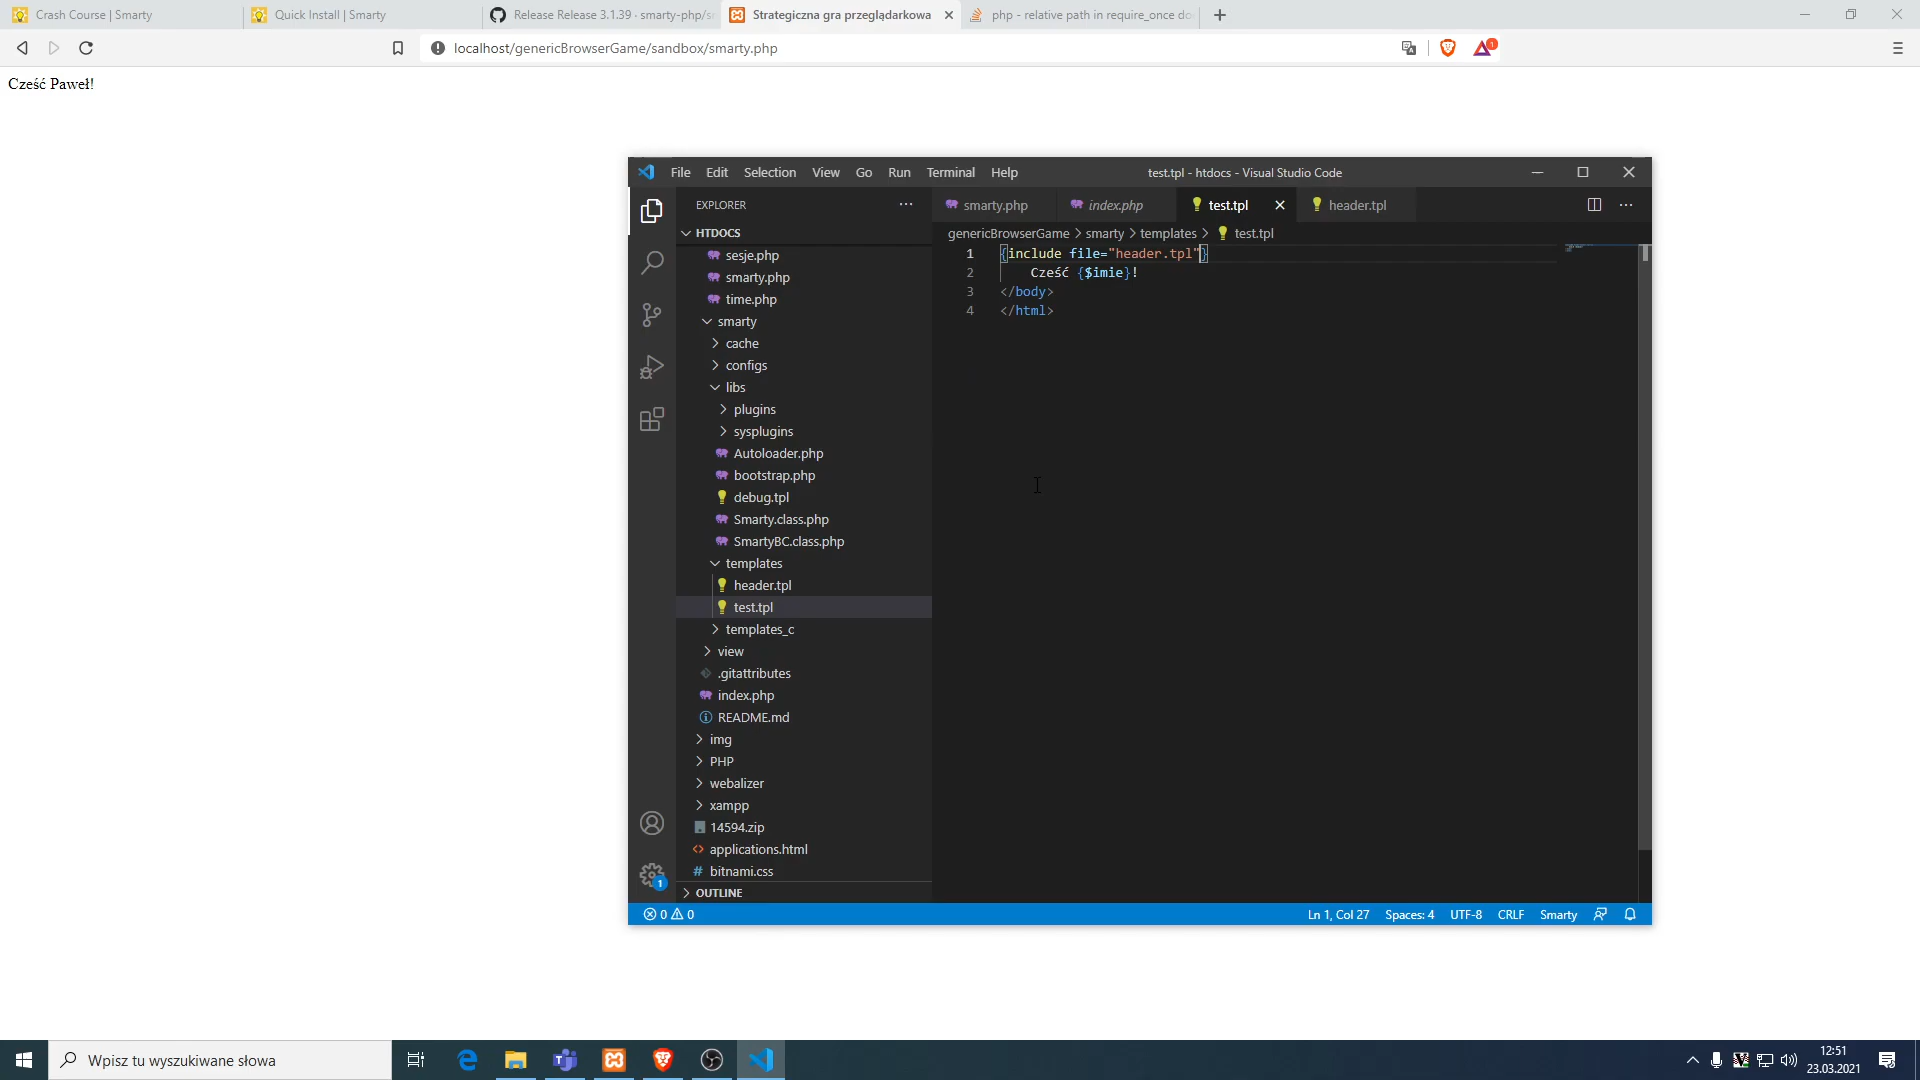 Crash Course | Smarty
Quick Install | Smarty
Release Release 3.1.39 · smarty-php/s
Strategiczna gra przeglądarkowa
php - relative path in require_once do
localhost/genericBrowserGame/sandbox/smarty.php
1
Cześć Paweł!
File Edit Selection View Go Run Terminal Help
test.tpl - htdocs - Visual Studio Code
EXPLORER
smarty.php
index.php
test.tpl
header.tpl
HTDOCS
genericBrowserGame > smarty > templates > test.tpl
1 {include file="header.tpl"}
2 Cześć {$imie}!
3 </body>
4 </html>
sesje.php
smarty.php
time.php
smarty
cache
configs
libs
plugins
sysplugins
Autoloader.php
bootstrap.php
debug.tpl
Smarty.class.php
SmartyBC.class.php
templates
header.tpl
test.tpl
templates_c
view
.gitattributes
index.php
README.md
img
PHP
webalizer
xampp
14594.zip
applications.html
bitnami.css
OUTLINE
1
0 0
Ln 1, Col 27 Spaces: 4 UTF-8 CRLF Smarty
Wpisz tu wyszukiwane słowa
12:51
23.03.2021